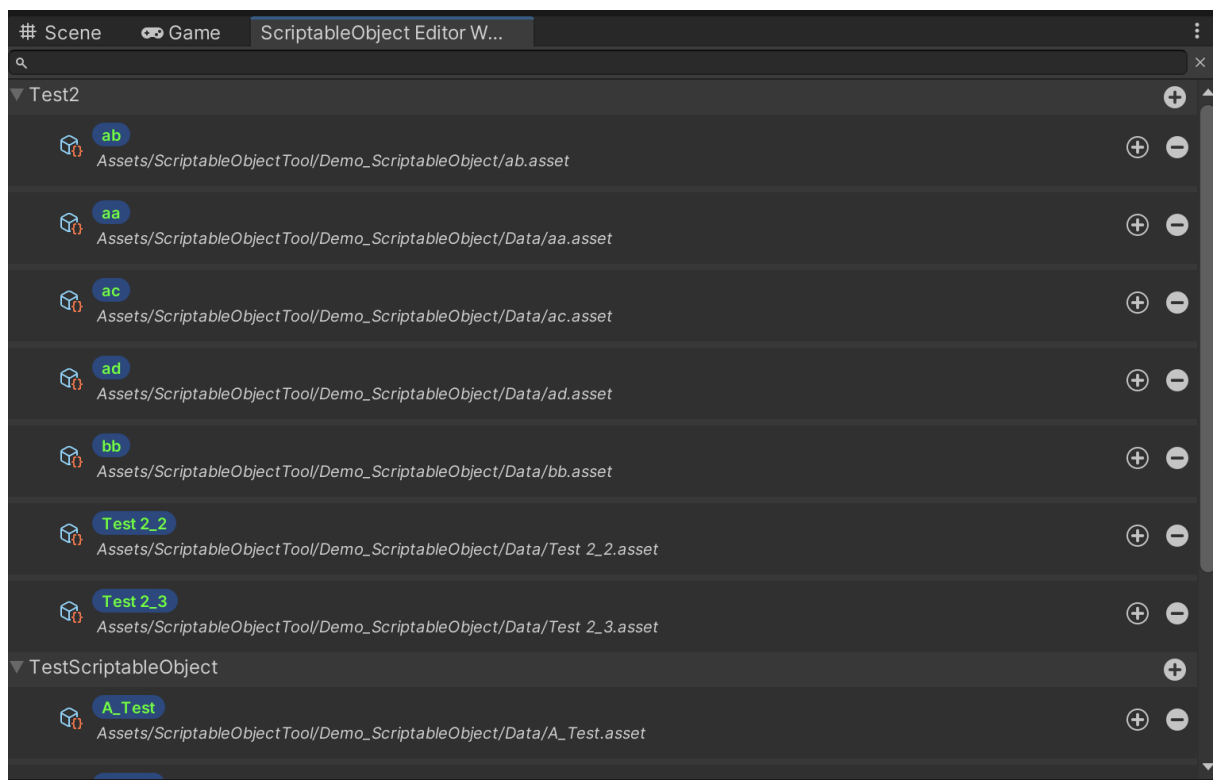 Scene Game ScriptableObject Editor W...
Test2
ab
Assets/ScriptableObjectTool/Demo_ScriptableObject/ab.asset
aa
Assets/ScriptableObjectTool/Demo_ScriptableObject/Data/aa.asset
ac
Assets/ScriptableObjectTool/Demo_ScriptableObject/Data/ac.asset
ad
Assets/ScriptableObjectTool/Demo_ScriptableObject/Data/ad.asset
bb
Assets/ScriptableObjectTool/Demo_ScriptableObject/Data/bb.asset
Test 2_2
Assets/ScriptableObjectTool/Demo_ScriptableObject/Data/Test 2_2.asset
Test 2_3
Assets/ScriptableObjectTool/Demo_ScriptableObject/Data/Test 2_3.asset
TestScriptableObject
A_Test
Assets/ScriptableObjectTool/Demo_ScriptableObject/Data/A_Test.asset